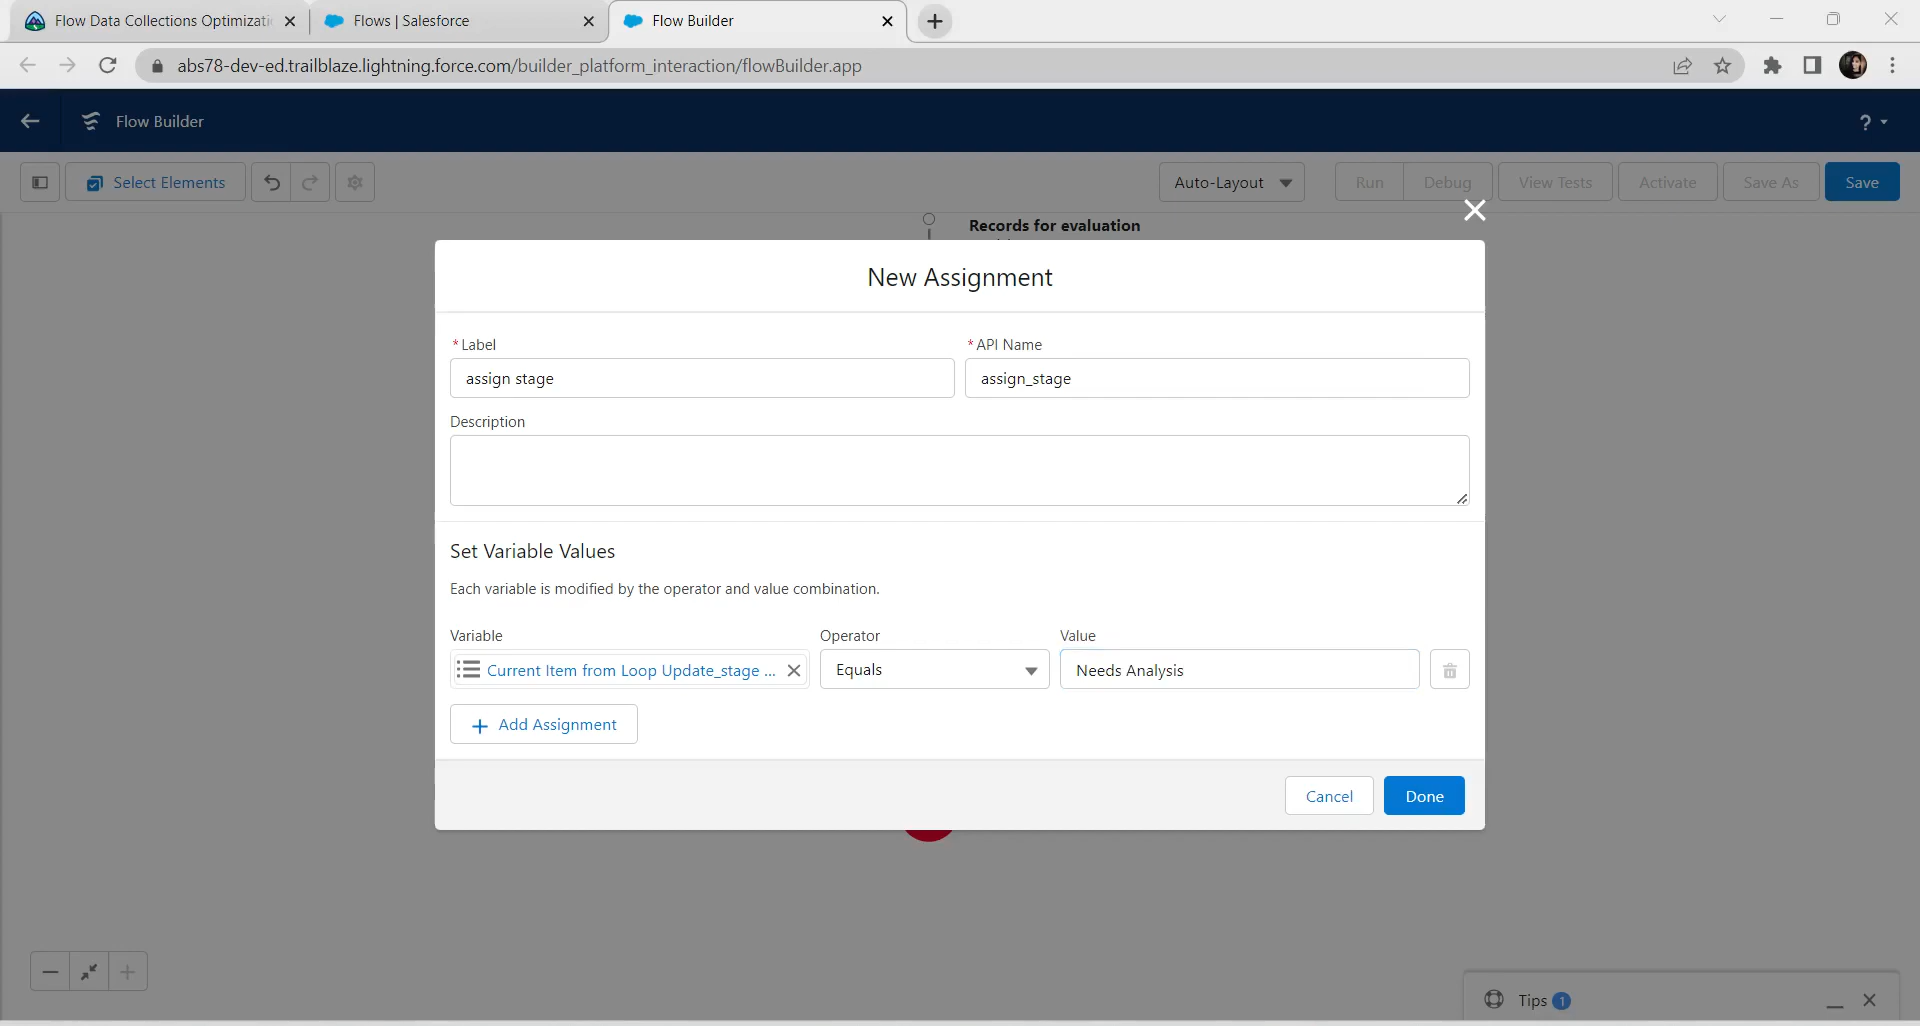 Flow Data Collections Optimizati
Flows | Salesforce
Flow Builder
abs78-dev-ed.trailblaze.lightning.force.com/builder_platform_interaction/flowBuilder.app
Flow Builder
?
Select Elements
Auto-Layout
Run
Debug
View Tests
Activate
Save As
Save
Records for evaluation
New Assignment
* Label
* API Name
assign stage
assign_stage
Description
Set Variable Values
Each variable is modified by the operator and value combination.
Variable
Operator
Value
Current Item from Loop Update_stage ...
Equals
Needs Analysis
+ Add Assignment
Cancel
Done
Tips 1